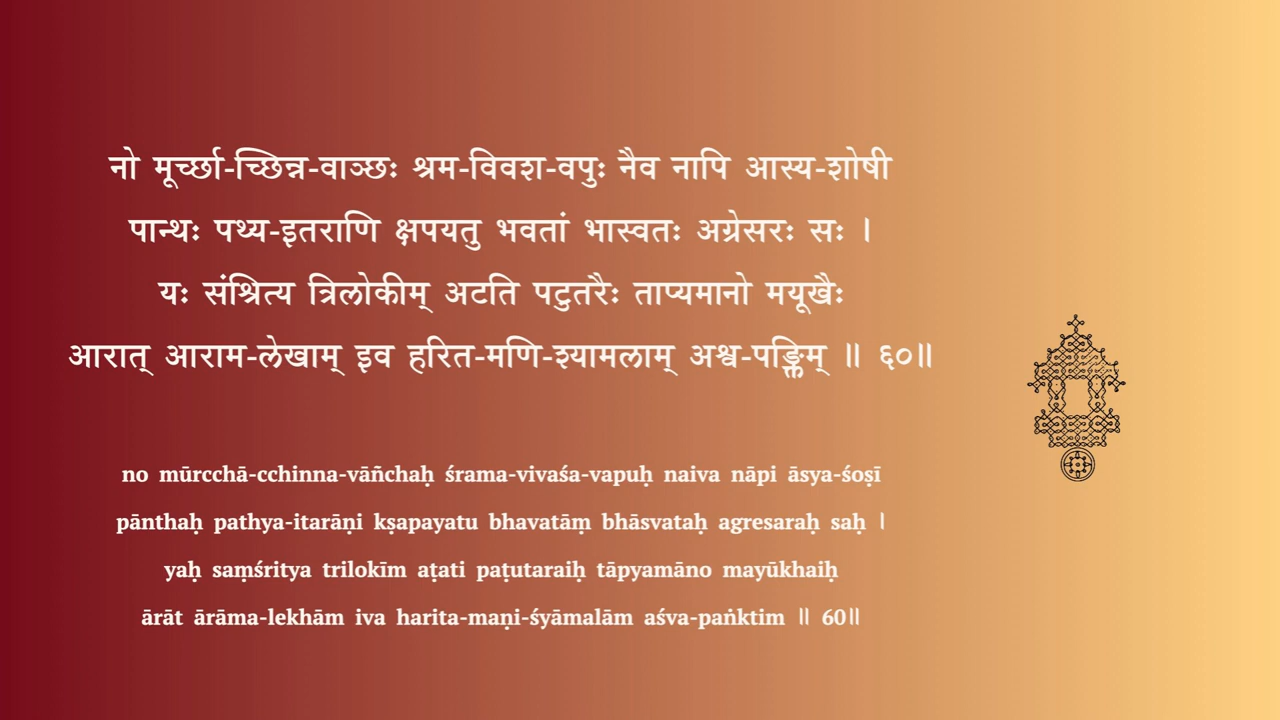 नो मूर्च्छा-च्छिन्न-वाञ्छः श्रम-विवश-वपुः नैव नापि आस्य-शोषी
पान्थः पथ्य-इतराणि क्षपयतु भवतां भास्वतः अग्रेसरः सः ।
यः संश्रित्य त्रिलोकीम् अटति पटुतरैः ताप्यमानो मयूखैः
आरात् आराम-लेखाम् इव हरित-मणि-श्यामलाम् अश्व-पङ्क्तिम् ॥ ६०॥
no mūrcchā-cchinna-vāñchaḥ śrama-vivaśa-vapuḥ naiva nāpi āsya-śoṣī
pānthaḥ pathya-itarāṇi kṣapayatu bhavatāṃ bhāsvataḥ agresaraḥ saḥ ।
yaḥ saṃśritya trilokīm aṭati paṭutaraiḥ tāpyamāno mayūkhaiḥ
ārāt ārāma-lekhām iva harita-maṇi-śyāmalām aśva-paṅktim ॥ 60॥